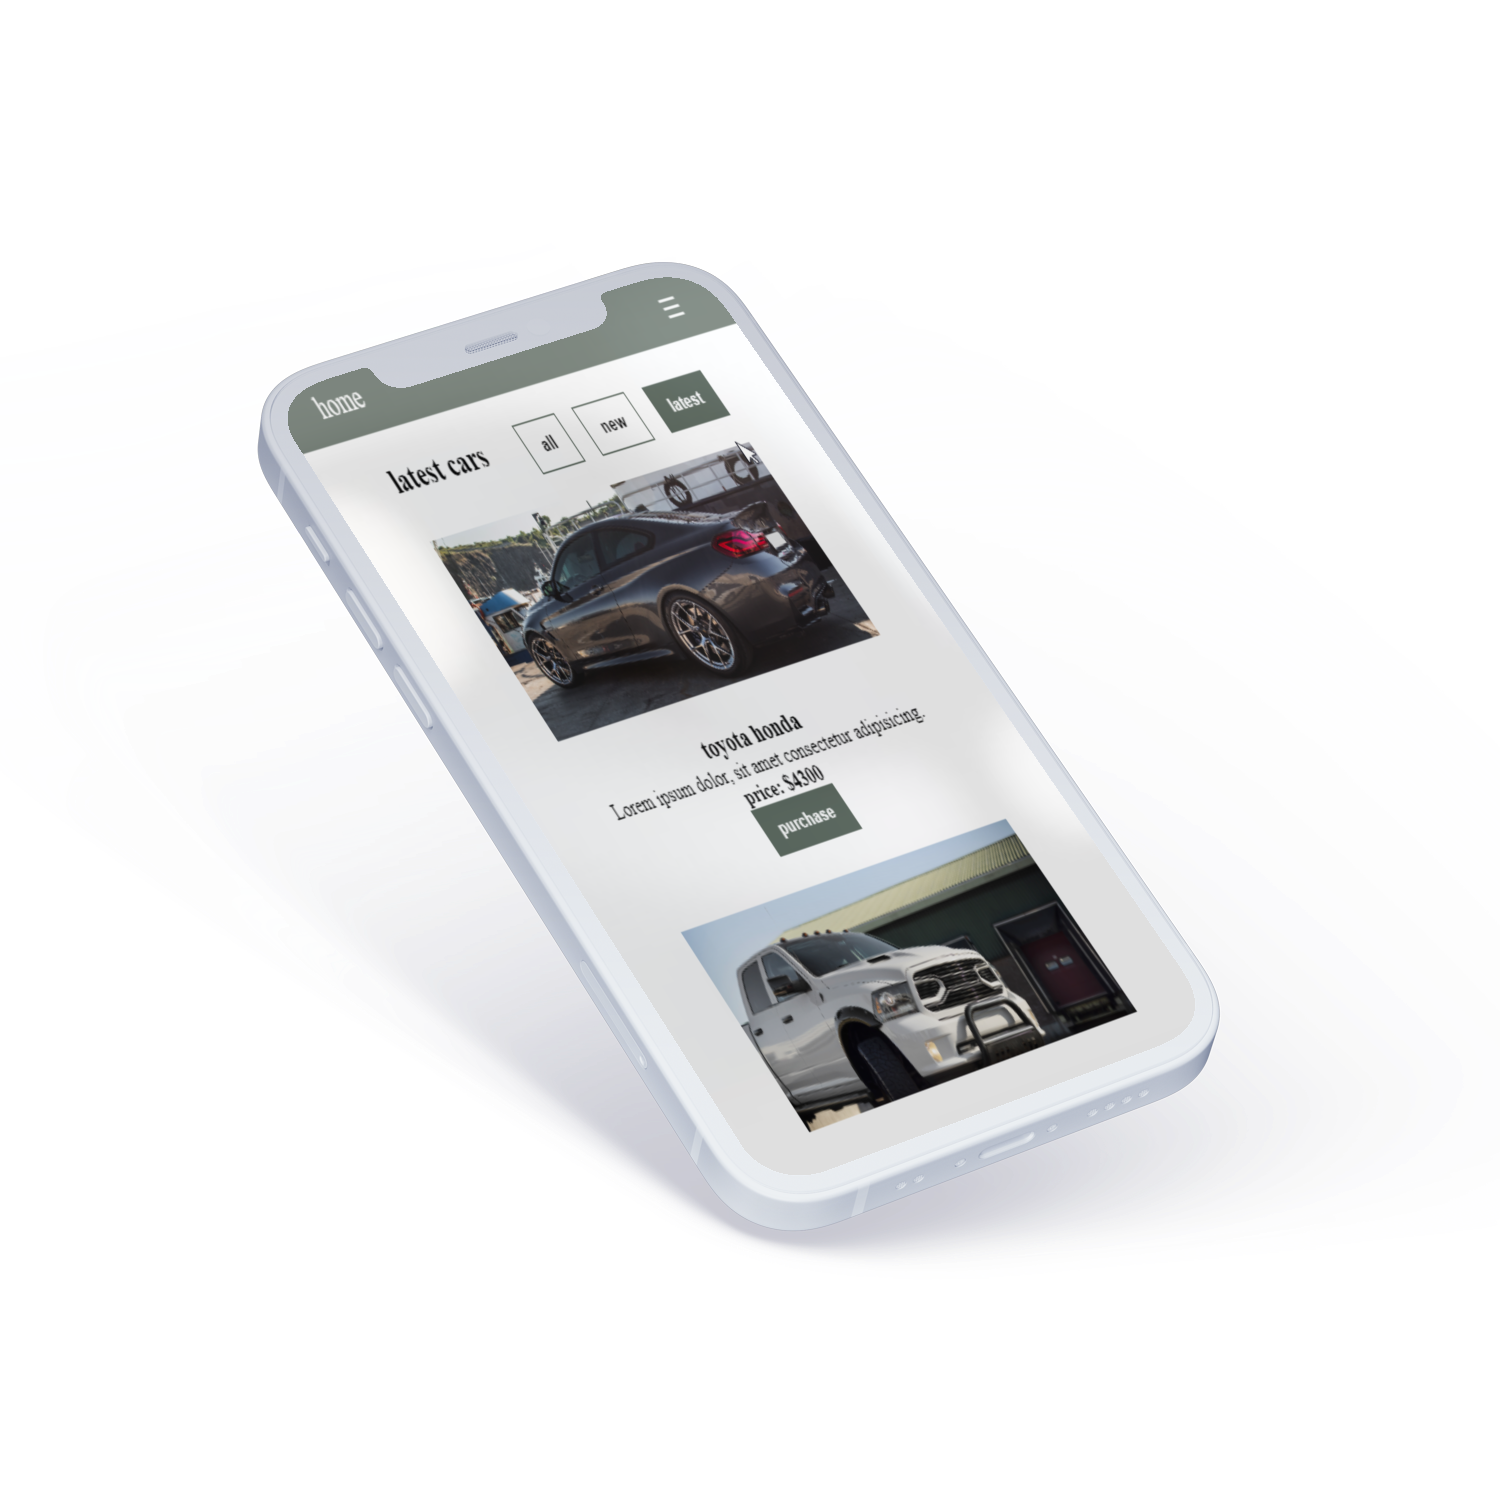 home
latest cars
all
new
latest
toyota honda
Lorem ipsum dolor, sit amet consectetur adipisicing.
price: $4300
purchase